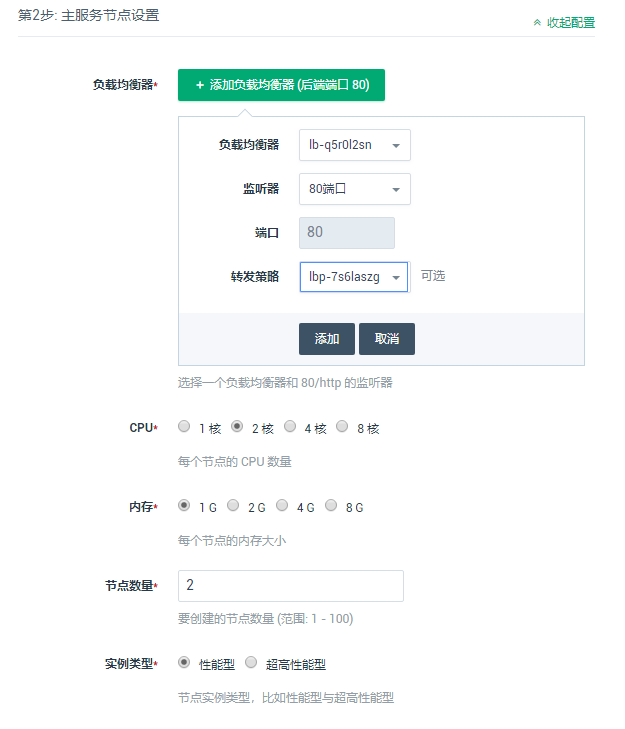 第2步: 主服务节点设置
收起配置
负载均衡器*
+ 添加负载均衡器 (后端端口 80)
负载均衡器 lb-q5r0l2sn
监听器 80端口
端口 80
转发策略 lbp-7s6laszg 可选
添加 取消
选择一个负载均衡器和 80/http 的监听器
CPU* 1 核 2 核 4 核 8 核
每个节点的 CPU 数量
内存* 1 G 2 G 4 G 8 G
每个节点的内存大小
节点数量* 2
要创建的节点数量 (范围: 1 - 100)
实例类型* 性能型 超高性能型
节点实例类型，比如性能型与超高性能型